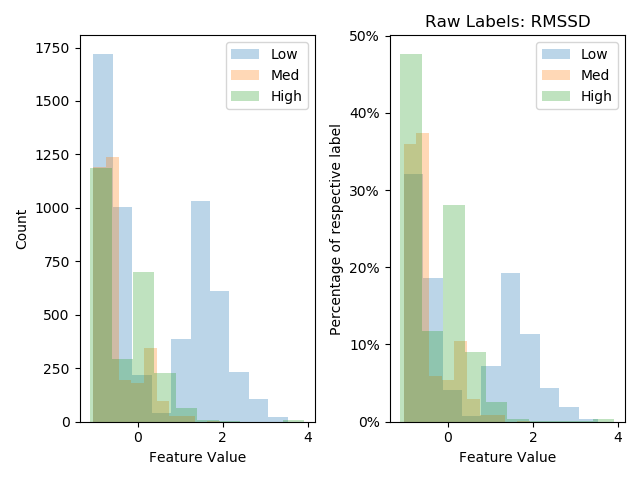 Raw Labels: RMSSD
1750
1500
1250
1000
750
500
250
0
Count
0 2 4
Feature Value
Low
Med
High
50%
40%
30%
20%
10%
0%
Percentage of respective label
0 2 4
Feature Value
Low
Med
High